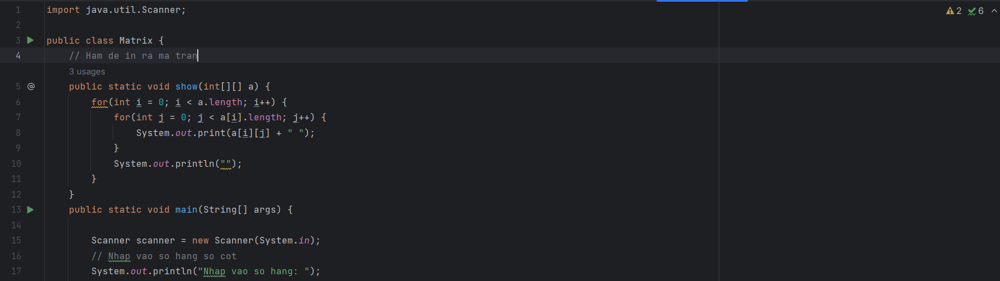 1 import java.util.Scanner;
2 6
2
3 public class Matrix {
4 // Ham de in ra ma tran
3 usages
5 @ public static void show(int[][] a) {
6 for(int i = 0; i < a.length; i++) {
7 for(int j = 0; j < a[i].length; j++) {
8 System.out.print(a[i][j] + " ");
9 }
10 System.out.println("");
11 }
12 }
13 public static void main(String[] args) {
14
15 Scanner scanner = new Scanner(System.in);
16 // Nhap vao so hang so cot
17 System.out.println("Nhap vao so hang: ");